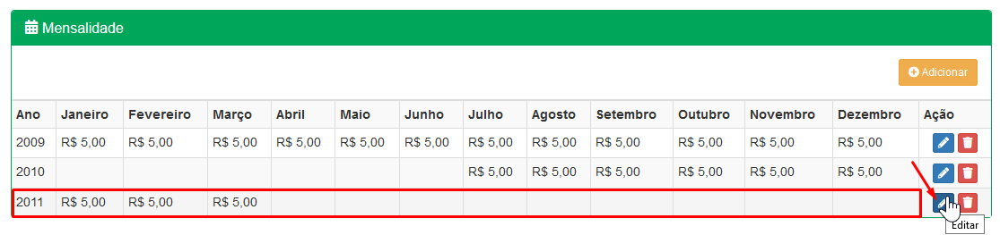 Mensalidade
Adicionar
Ano Janeiro Fevereiro Março Abril Maio Junho Julho Agosto Setembro Outubro Novembro Dezembro Ação
2009 R$ 5,00 R$ 5,00 R$ 5,00 R$ 5,00 R$ 5,00 R$ 5,00 R$ 5,00 R$ 5,00 R$ 5,00 R$ 5,00 R$ 5,00 R$ 5,00
2010 R$ 5,00 R$ 5,00 R$ 5,00 R$ 5,00 R$ 5,00 R$ 5,00
2011 R$ 5,00 R$ 5,00 R$ 5,00
Editar